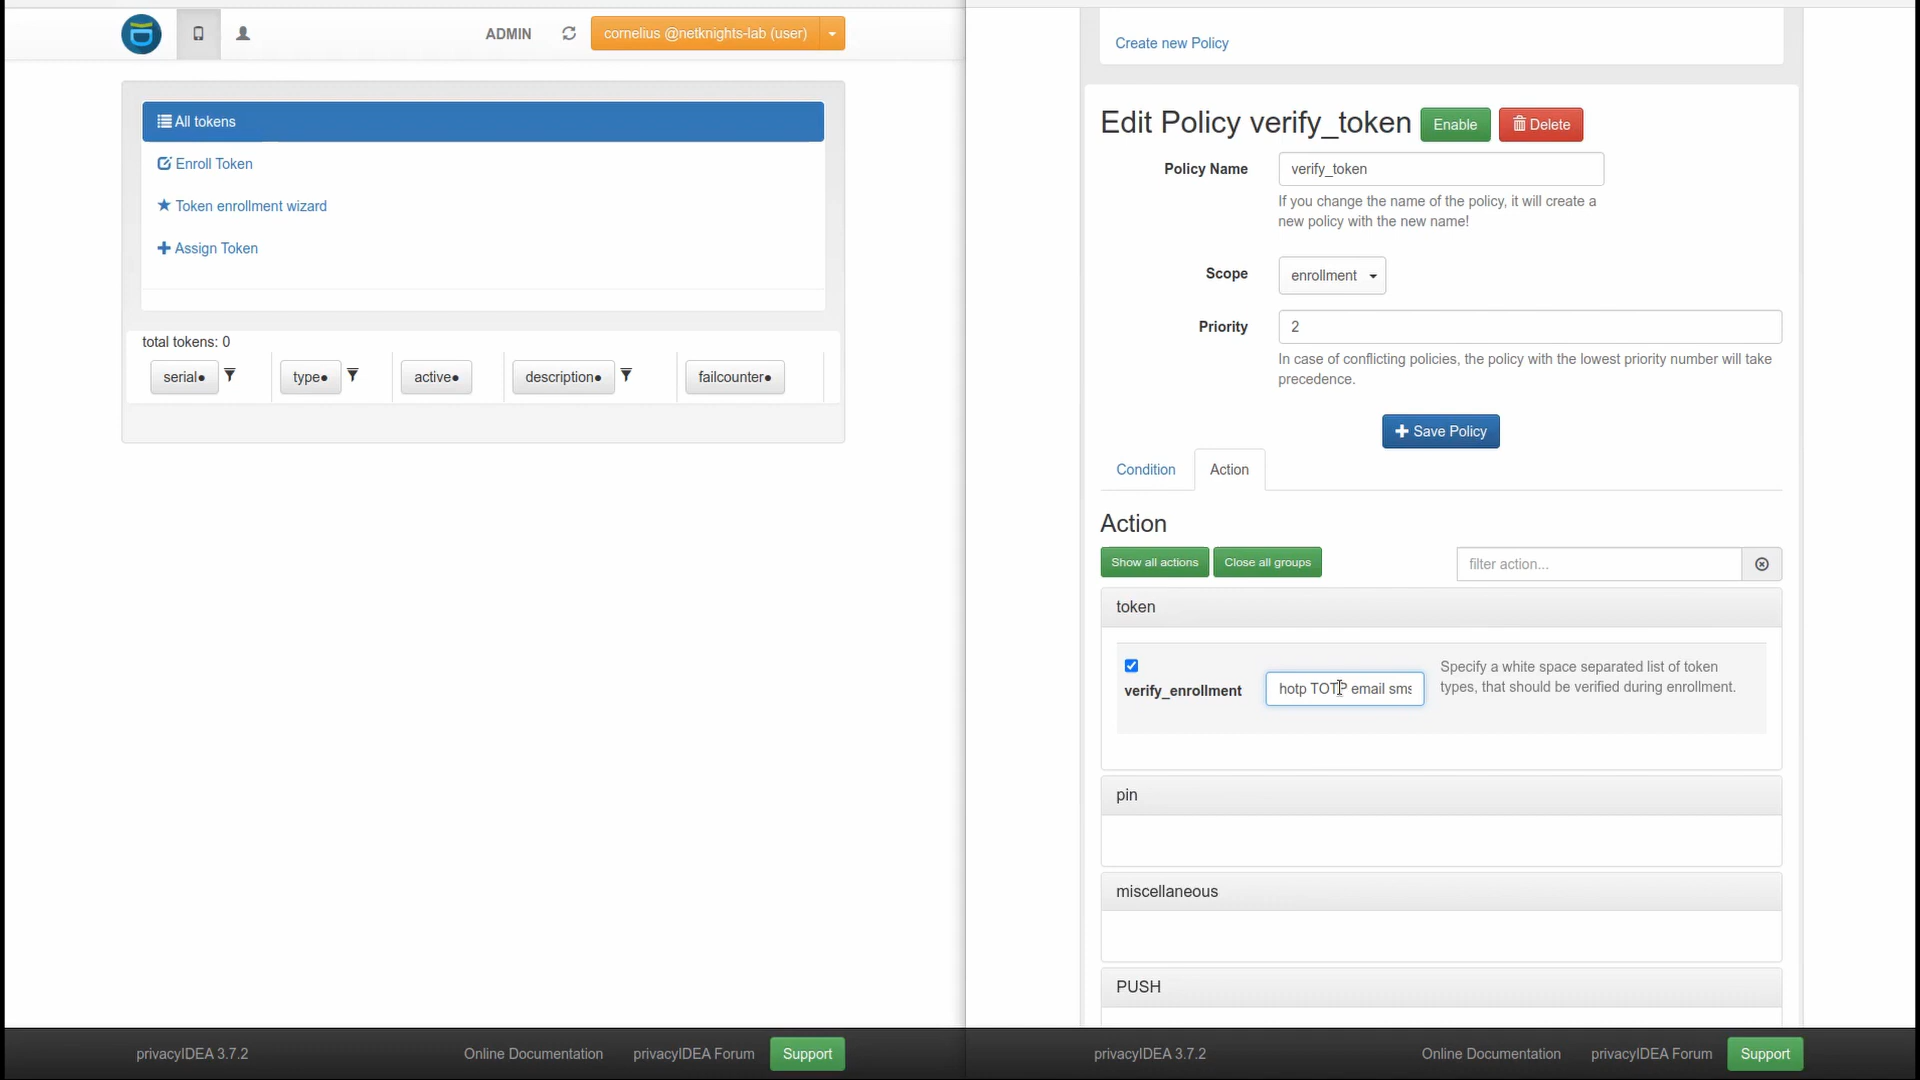 ADMIN
cornelius @netknights-lab (user)
All tokens
Enroll Token
Token enrollment wizard
Assign Token
total tokens: 0
serial●
type●
active●
description●
failcounter●
privacyIDEA 3.7.2
Online Documentation
privacyIDEA Forum
Support
Create new Policy
Edit Policy verify_token
Enable
Delete
Policy Name
verify_token
If you change the name of the policy, it will create a
new policy with the new name!
Scope
enrollment
Priority
2
In case of conflicting policies, the policy with the lowest priority number will take
precedence.
Save Policy
Condition
Action
Action
Show all actions
Close all groups
filter action...
token
verify_enrollment
hotp TOTP email sms
Specify a white space separated list of token
types, that should be verified during enrollment.
pin
miscellaneous
PUSH
privacyIDEA 3.7.2
Online Documentation
privacyIDEA Forum
Support